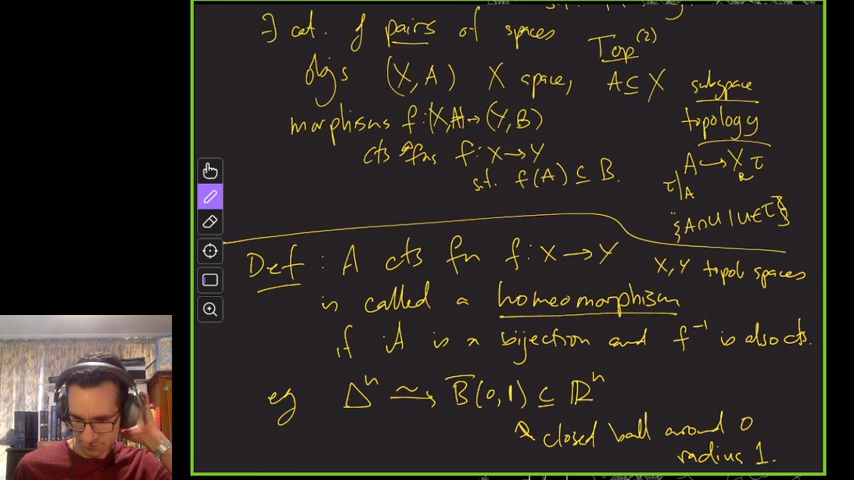 ∃ cat. of pairs of spaces
Top⁽²⁾
objs (X, A) X space, A ⊆ X subspace topology
morphisms f: (X,A) → (Y, B)
cts fns f: X → Y
s.t. f(A) ⊆ B.
A ↪ X τ
τ|_A
{A∩U | U∈τ}
Def : A cts fn f: X → Y X, Y topol spaces
is called a homeomorphism
if it is a bijection and f⁻¹ is also cts.
eg Δⁿ ⥲ B̅(0,1) ⊆ ℝⁿ
closed ball around 0
radius 1.